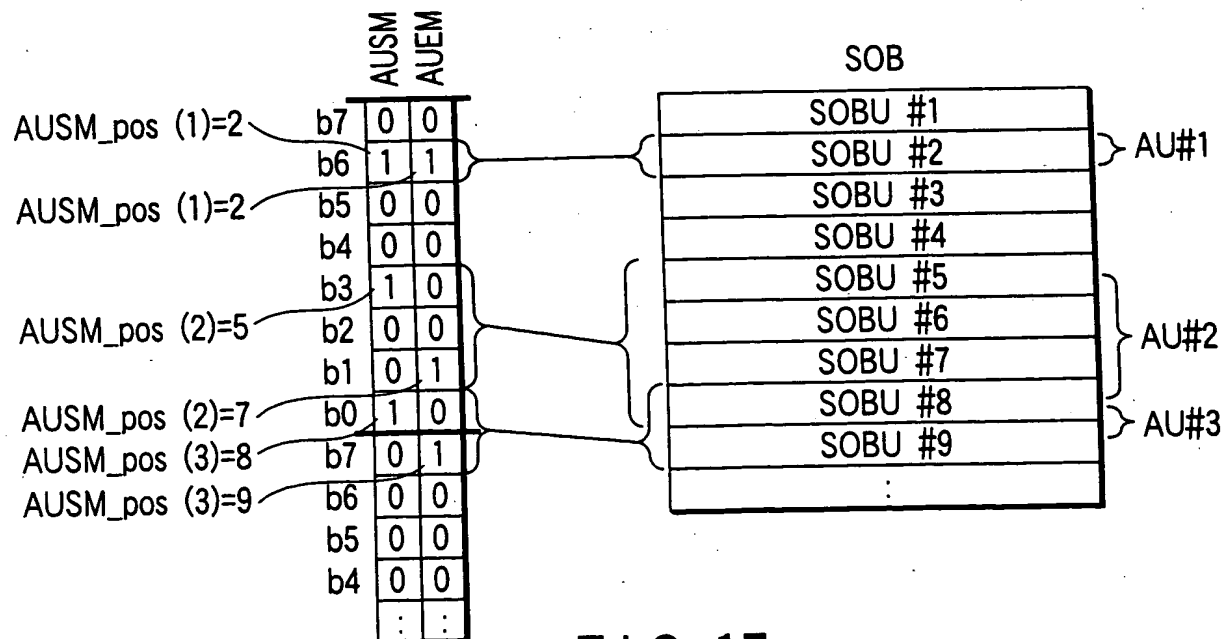 AUSM
AUEM
AUSM_pos (1)=2
AUSM_pos (1)=2
AUSM_pos (2)=5
AUSM_pos (2)=7
AUSM_pos (3)=8
AUSM_pos (3)=9
b7 0 0
b6 1 1
b5 0 0
b4 0 0
b3 1 0
b2 0 0
b1 0 1
b0 1 0
b7 0 1
b6 0 0
b5 0 0
b4 0 0
: :
SOB
SOBU #1
SOBU #2
SOBU #3
SOBU #4
SOBU #5
SOBU #6
SOBU #7
SOBU #8
SOBU #9
:
AU#1
AU#2
AU#3